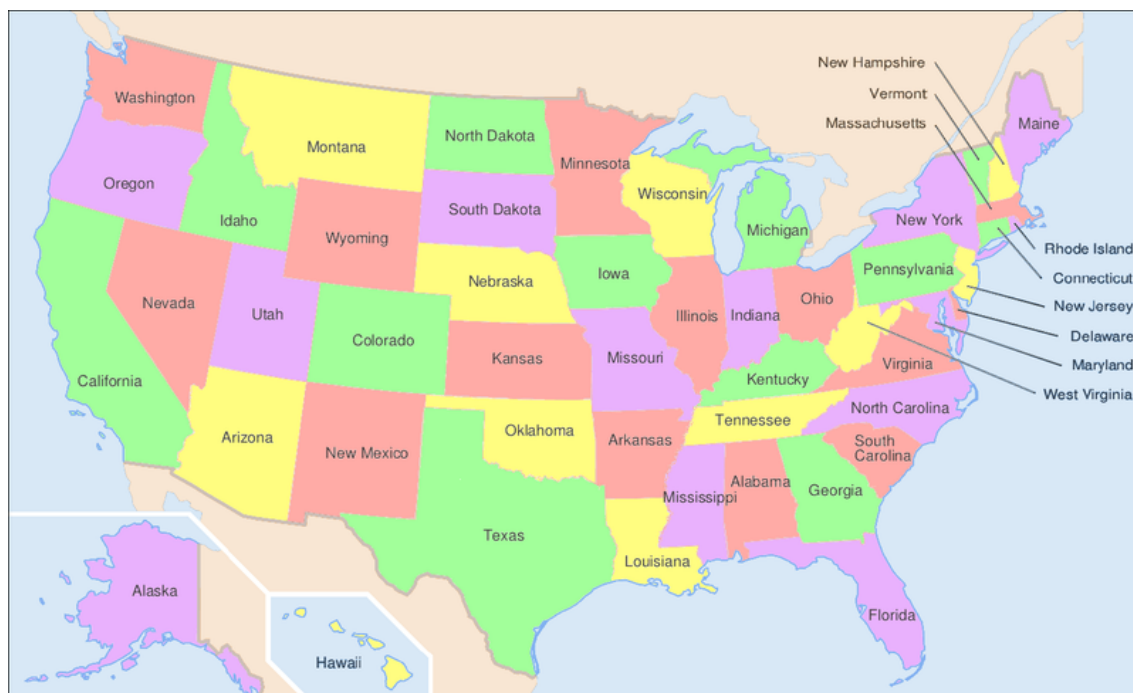 New Hampshire
Vermont
Massachusetts
Washington
Maine
North Dakota
Montana
Minnesota
Oregon
Wisconsin
South Dakota
Idaho
New York
Michigan
Wyoming
Rhode Island
Pennsylvania
Iowa
Connecticut
Nebraska
Ohio
Nevada
New Jersey
Utah
Illinois
Indiana
Delaware
Colorado
Kansas
Missouri
Maryland
Virginia
California
Kentucky
West Virginia
North Carolina
Tennessee
Arizona
Oklahoma
Arkansas
South
Carolina
New Mexico
Alabama
Georgia
Mississippi
Texas
Louisiana
Alaska
Florida
Hawaii